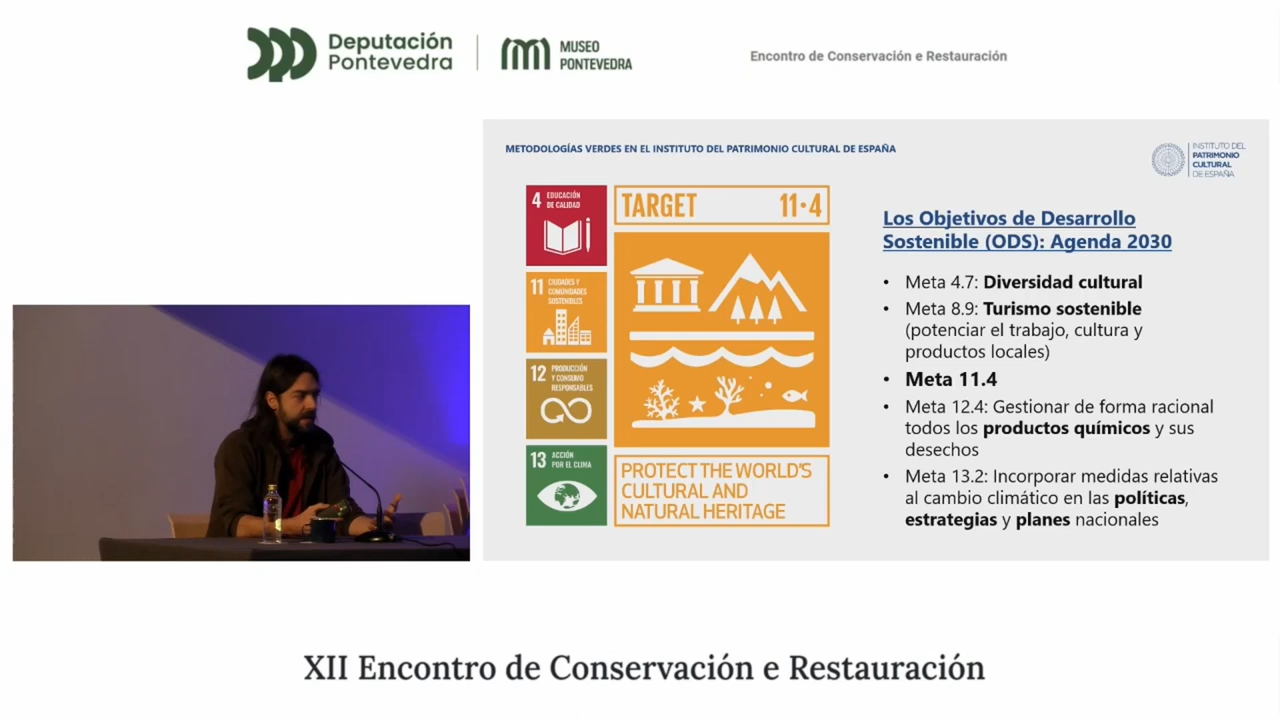 Deputación
Pontevedra
MUSEO
PONTEVEDRA
Encontro de Conservación e Restauración
METODOLOGÍAS VERDES EN EL INSTITUTO DEL PATRIMONIO CULTURAL DE ESPAÑA
INSTITUTO DEL
PATRIMONIO
CULTURAL
DE ESPAÑA
4 EDUCACIÓN
DE CALIDAD
11 CIUDADES Y
COMUNIDADES
SOSTENIBLES
12 PRODUCCIÓN
Y CONSUMO
RESPONSABLES
13 ACCIÓN
POR EL CLIMA
TARGET 11·4
PROTECT THE WORLD'S
CULTURAL AND
NATURAL HERITAGE
Los Objetivos de Desarrollo
Sostenible (ODS): Agenda 2030
• Meta 4.7: Diversidad cultural
• Meta 8.9: Turismo sostenible
(potenciar el trabajo, cultura y
productos locales)
• Meta 11.4
• Meta 12.4: Gestionar de forma racional
todos los productos químicos y sus
desechos
• Meta 13.2: Incorporar medidas relativas
al cambio climático en las políticas,
estrategias y planes nacionales
XII Encontro de Conservación e Restauración